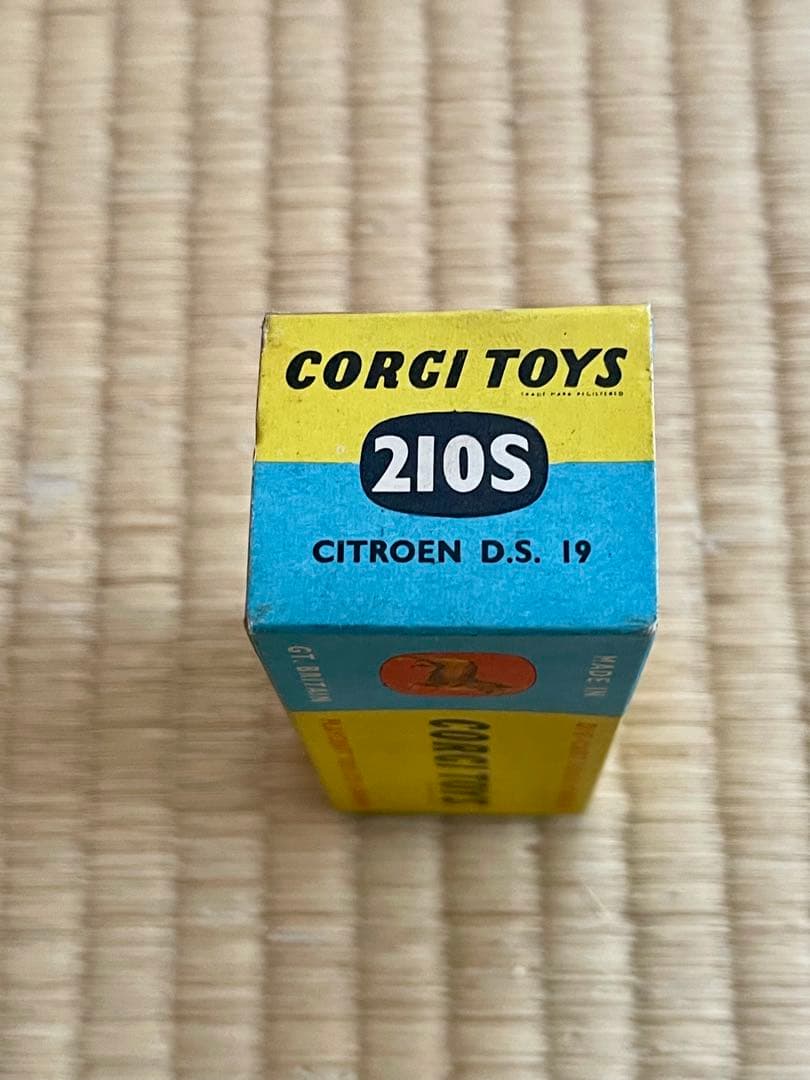 CORGI TOYS
TRADE MARK REGISTERED
210S
CITROEN D.S. 19
MADE IN
GT. BRITAIN
CORGI TOYS